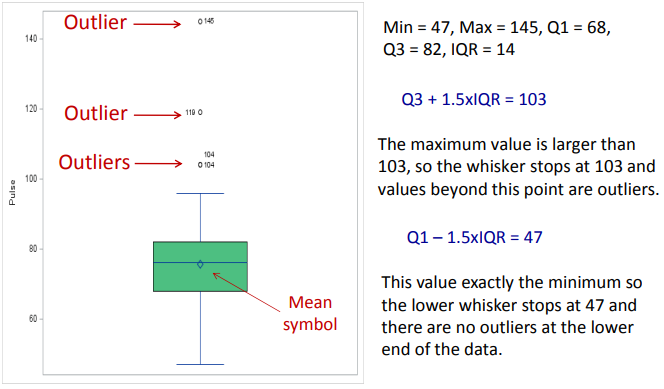 Outlier
145
140
120
Outlier
119
Outliers
104
104
100
Pulse
80
60
Mean
symbol
Min = 47, Max = 145, Q1 = 68,
Q3 = 82, IQR = 14
Q3 + 1.5xIQR = 103
The maximum value is larger than
103, so the whisker stops at 103 and
values beyond this point are outliers.
Q1 – 1.5xIQR = 47
This value exactly the minimum so
the lower whisker stops at 47 and
there are no outliers at the lower
end of the data.